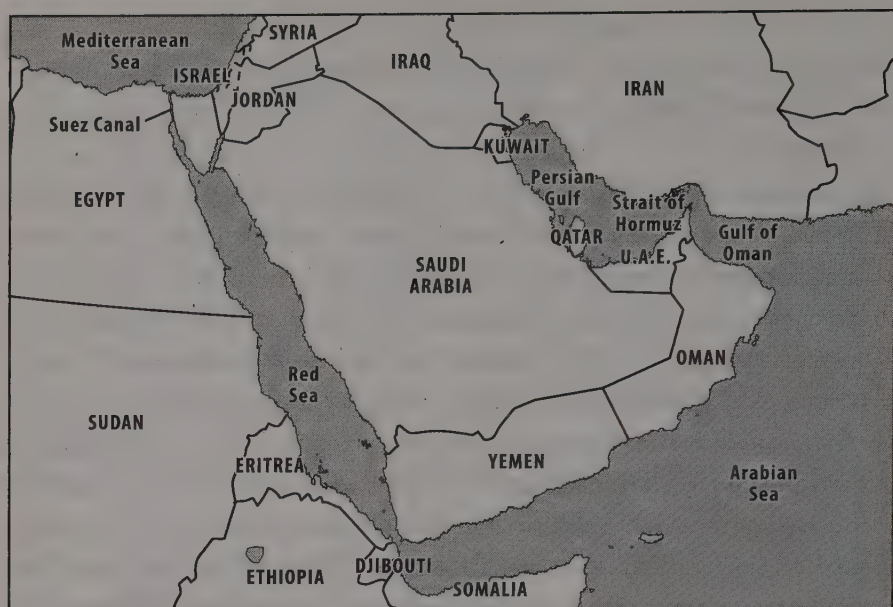 Mediterranean
Sea
SYRIA
ISRAEL
IRAQ
IRAN
JORDAN
Suez Canal
KUWAIT
EGYPT
Persian
Gulf
Strait of
Hormuz
QATAR
Gulf of
Oman
U.A.E.
SAUDI
ARABIA
OMAN
Red
Sea
SUDAN
ERITREA
YEMEN
Arabian
Sea
ETHIOPIA
DJIBOUTI
SOMALIA